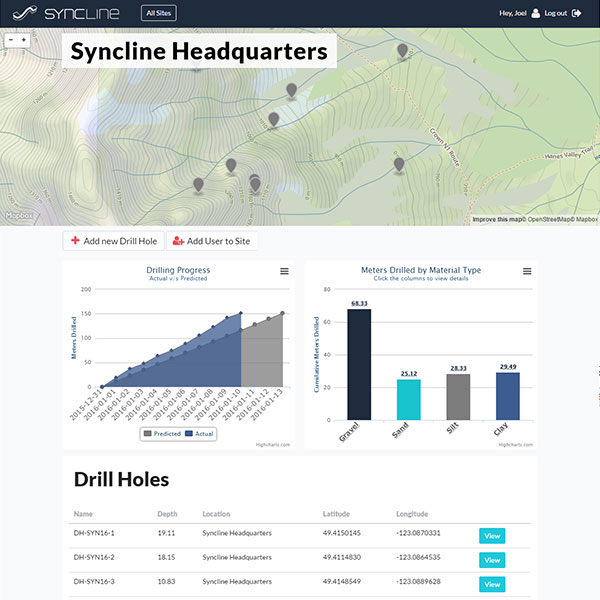 SYNCLINE
All Sites
Hey, Joel
Log out
- +
Syncline Headquarters
Crown NT Route
Hanes Valley Trail
Mapbox
Improve this map© OpenStreetMap© Mapbox
Add new Drill Hole
Add User to Site
Drilling Progress
Actual v/s Predicted
Meters Drilled
200
150
100
50
0
2015-12-31
2016-01-01
2016-01-02
2016-01-03
2016-01-04
2016-01-05
2016-01-06
2016-01-07
2016-01-08
2016-01-09
2016-01-10
2016-01-11
2016-01-12
2016-01-13
Predicted Actual
Highcharts.com
Meters Drilled by Material Type
Click the columns to view details
Cumulative Meters Drilled
80
60
40
20
0
68.33
25.12
28.33
29.49
Gravel
Sand
Silt
Clay
Highcharts.com
Drill Holes
Name Depth Location Latitude Longitude
DH-SYN16-1 19.11 Syncline Headquarters 49.4150145 -123.0870331 View
DH-SYN16-2 18.15 Syncline Headquarters 49.4114830 -123.0864535 View
DH-SYN16-3 10.83 Syncline Headquarters 49.4148549 -123.0889628 View